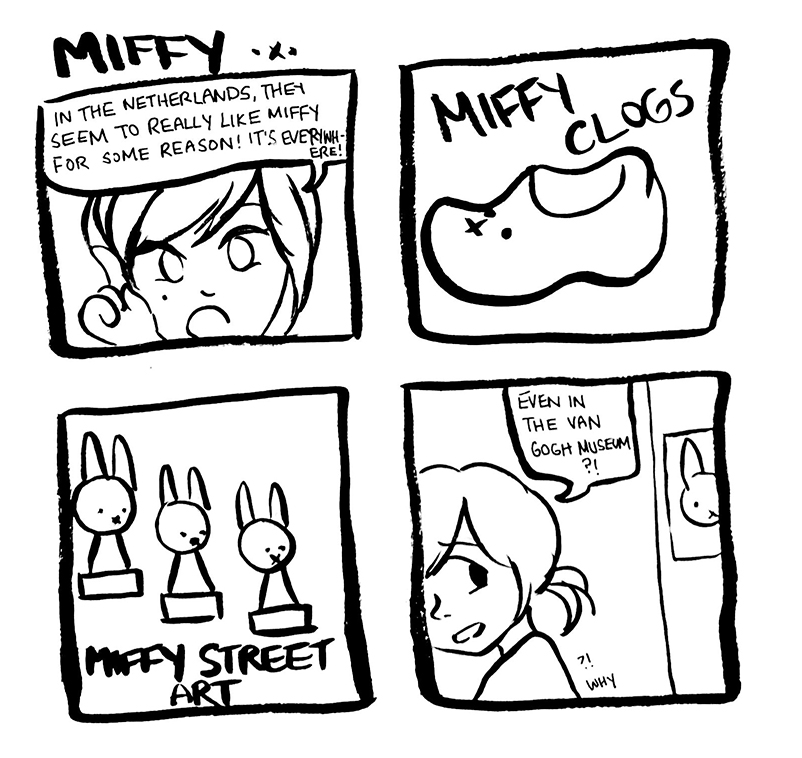 MIFFY .x.
IN THE NETHERLANDS, THEY
SEEM TO REALLY LIKE MIFFY
FOR SOME REASON! IT'S EVERYWH-
ERE!
MIFFY
CLOGS
MIFFY STREET
ART
EVEN IN
THE VAN
GOGH MUSEUM
?!
?!
WHY